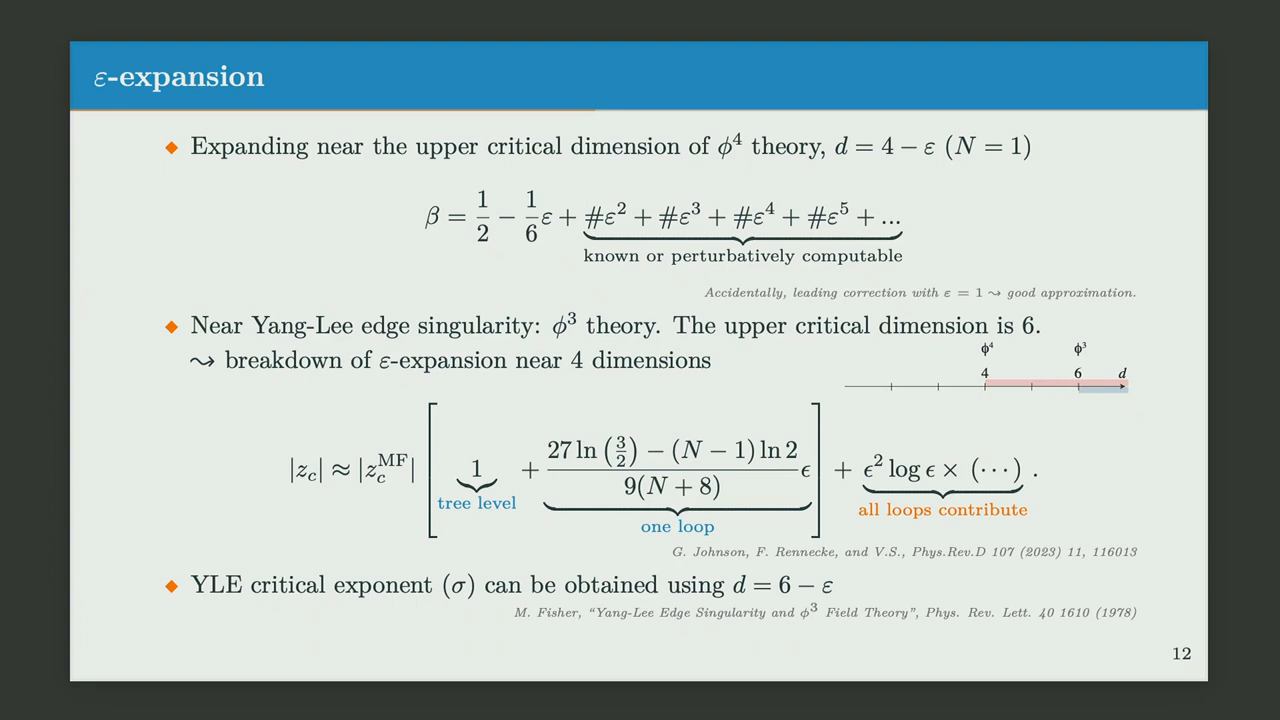 ε-expansion
◆ Expanding near the upper critical dimension of ϕ⁴ theory, d = 4 − ε (N = 1)
β = 1/2 − 1/6 ε + #ε² + #ε³ + #ε⁴ + #ε⁵ + ...
known or perturbatively computable
Accidentally, leading correction with ε = 1 ⇝ good approximation.
◆ Near Yang-Lee edge singularity: ϕ³ theory. The upper critical dimension is 6.
⇝ breakdown of ε-expansion near 4 dimensions
ϕ⁴ ϕ³
4 6 d
|z_c| ≈ |z_c^MF| [ 1 + (27 ln (3/2) − (N − 1) ln 2)/(9(N + 8)) ϵ ] + ϵ² log ϵ × (⋯) .
tree level
one loop
all loops contribute
G. Johnson, F. Rennecke, and V.S., Phys.Rev.D 107 (2023) 11, 116013
◆ YLE critical exponent (σ) can be obtained using d = 6 − ε
M. Fisher, “Yang-Lee Edge Singularity and ϕ³ Field Theory”, Phys. Rev. Lett. 40 1610 (1978)
12